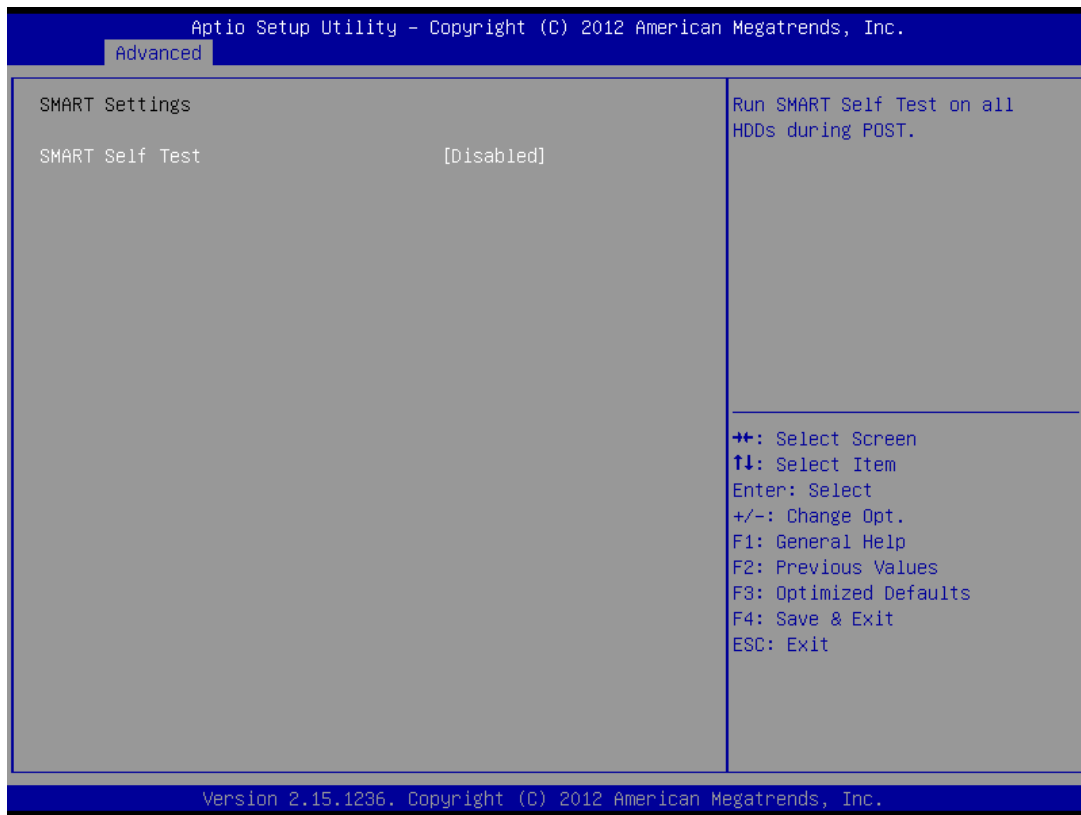 Aptio Setup Utility – Copyright (C) 2012 American Megatrends, Inc.
Advanced
SMART Settings
SMART Self Test [Disabled]
Run SMART Self Test on all
HDDs during POST.
→←: Select Screen
↑↓: Select Item
Enter: Select
+/-: Change Opt.
F1: General Help
F2: Previous Values
F3: Optimized Defaults
F4: Save & Exit
ESC: Exit
Version 2.15.1236. Copyright (C) 2012 American Megatrends, Inc.